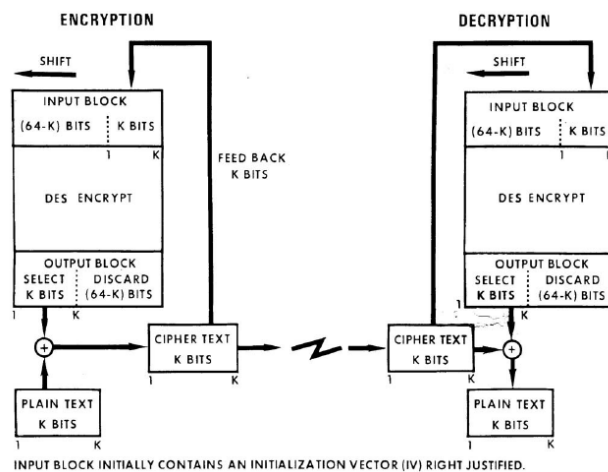 ENCRYPTION
SHIFT
INPUT BLOCK
(64-K) BITS K BITS
1 K
DES ENCRYPT
OUTPUT BLOCK
SELECT DISCARD
K BITS (64-K) BITS
1 K
FEED BACK
K BITS
+
CIPHER TEXT
K BITS
1 K
PLAIN TEXT
K BITS
1 K
DECRYPTION
SHIFT
INPUT BLOCK
(64-K) BITS K BITS
1 K
OUTPUT BLOCK
SELECT DISCARD
K BITS (64-K) BITS
1 K
CIPHER TEXT
K BITS
1 K
+
PLAIN TEXT
K BITS
1 K
INPUT BLOCK INITIALLY CONTAINS AN INITIALIZATION VECTOR (IV) RIGHT JUSTIFIED.